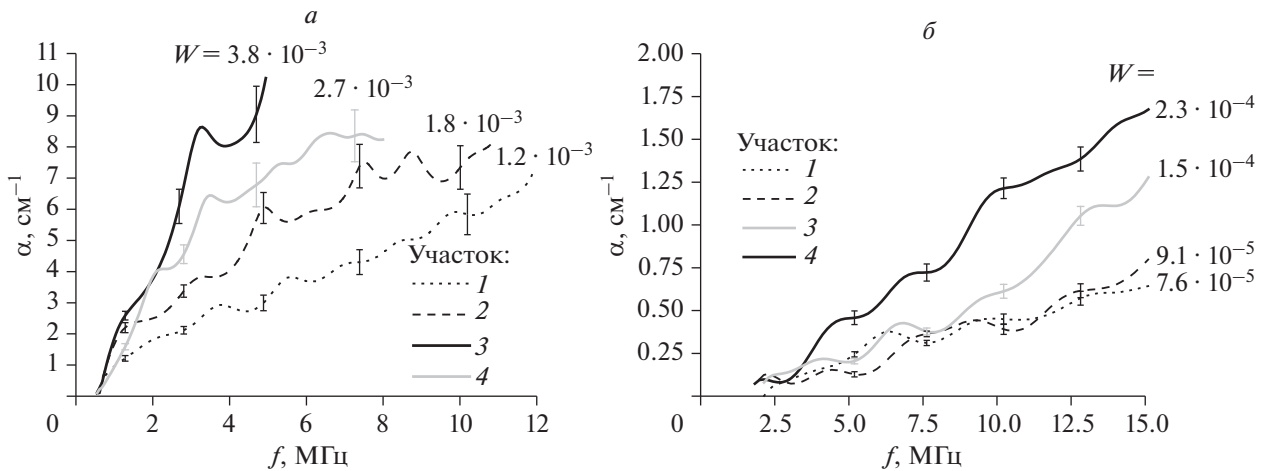 а
α, см⁻¹
11
10
9
8
7
6
5
4
3
2
1
0
2
4
6
8
10
12
f, МГц
W = 3.8 · 10⁻³
2.7 · 10⁻³
1.8 · 10⁻³
1.2 · 10⁻³
Участок:
1
2
3
4
б
α, см⁻¹
2.00
1.75
1.50
1.25
1.00
0.75
0.50
0.25
0
2.5
5.0
7.5
10.0
12.5
15.0
f, МГц
W =
2.3 · 10⁻⁴
1.5 · 10⁻⁴
9.1 · 10⁻⁵
7.6 · 10⁻⁵
Участок:
1
2
3
4